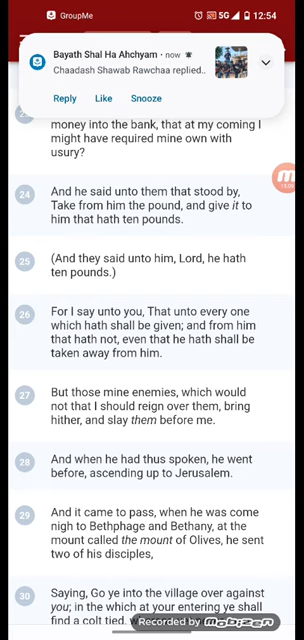 GroupMe
5G
12:54
Bayath Shal Ha Ahchyam • now
Chaadash Shawab Rawchaa replied..
Reply Like Snooze
money into the bank, that at my coming I
might have required mine own with
usury?
24 And he said unto them that stood by,
Take from him the pound, and give it to
him that hath ten pounds.
25 (And they said unto him, Lord, he hath
ten pounds.)
26 For I say unto you, That unto every one
which hath shall be given; and from him
that hath not, even that he hath shall be
taken away from him.
27 But those mine enemies, which would
not that I should reign over them, bring
hither, and slay them before me.
28 And when he had thus spoken, he went
before, ascending up to Jerusalem.
29 And it came to pass, when he was come
nigh to Bethphage and Bethany, at the
mount called the mount of Olives, he sent
two of his disciples,
30 Saying, Go ye into the village over against
you; in the which at your entering ye shall
find a colt tied,
Recorded by mobizen